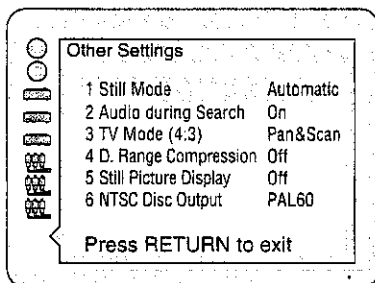 Other Settings
1 Still Mode Automatic
2 Audio during Search On
3 TV Mode (4:3) Pan&Scan
4 D. Range Compression Off
5 Still Picture Display Off
6 NTSC Disc Output PAL60
Press RETURN to exit